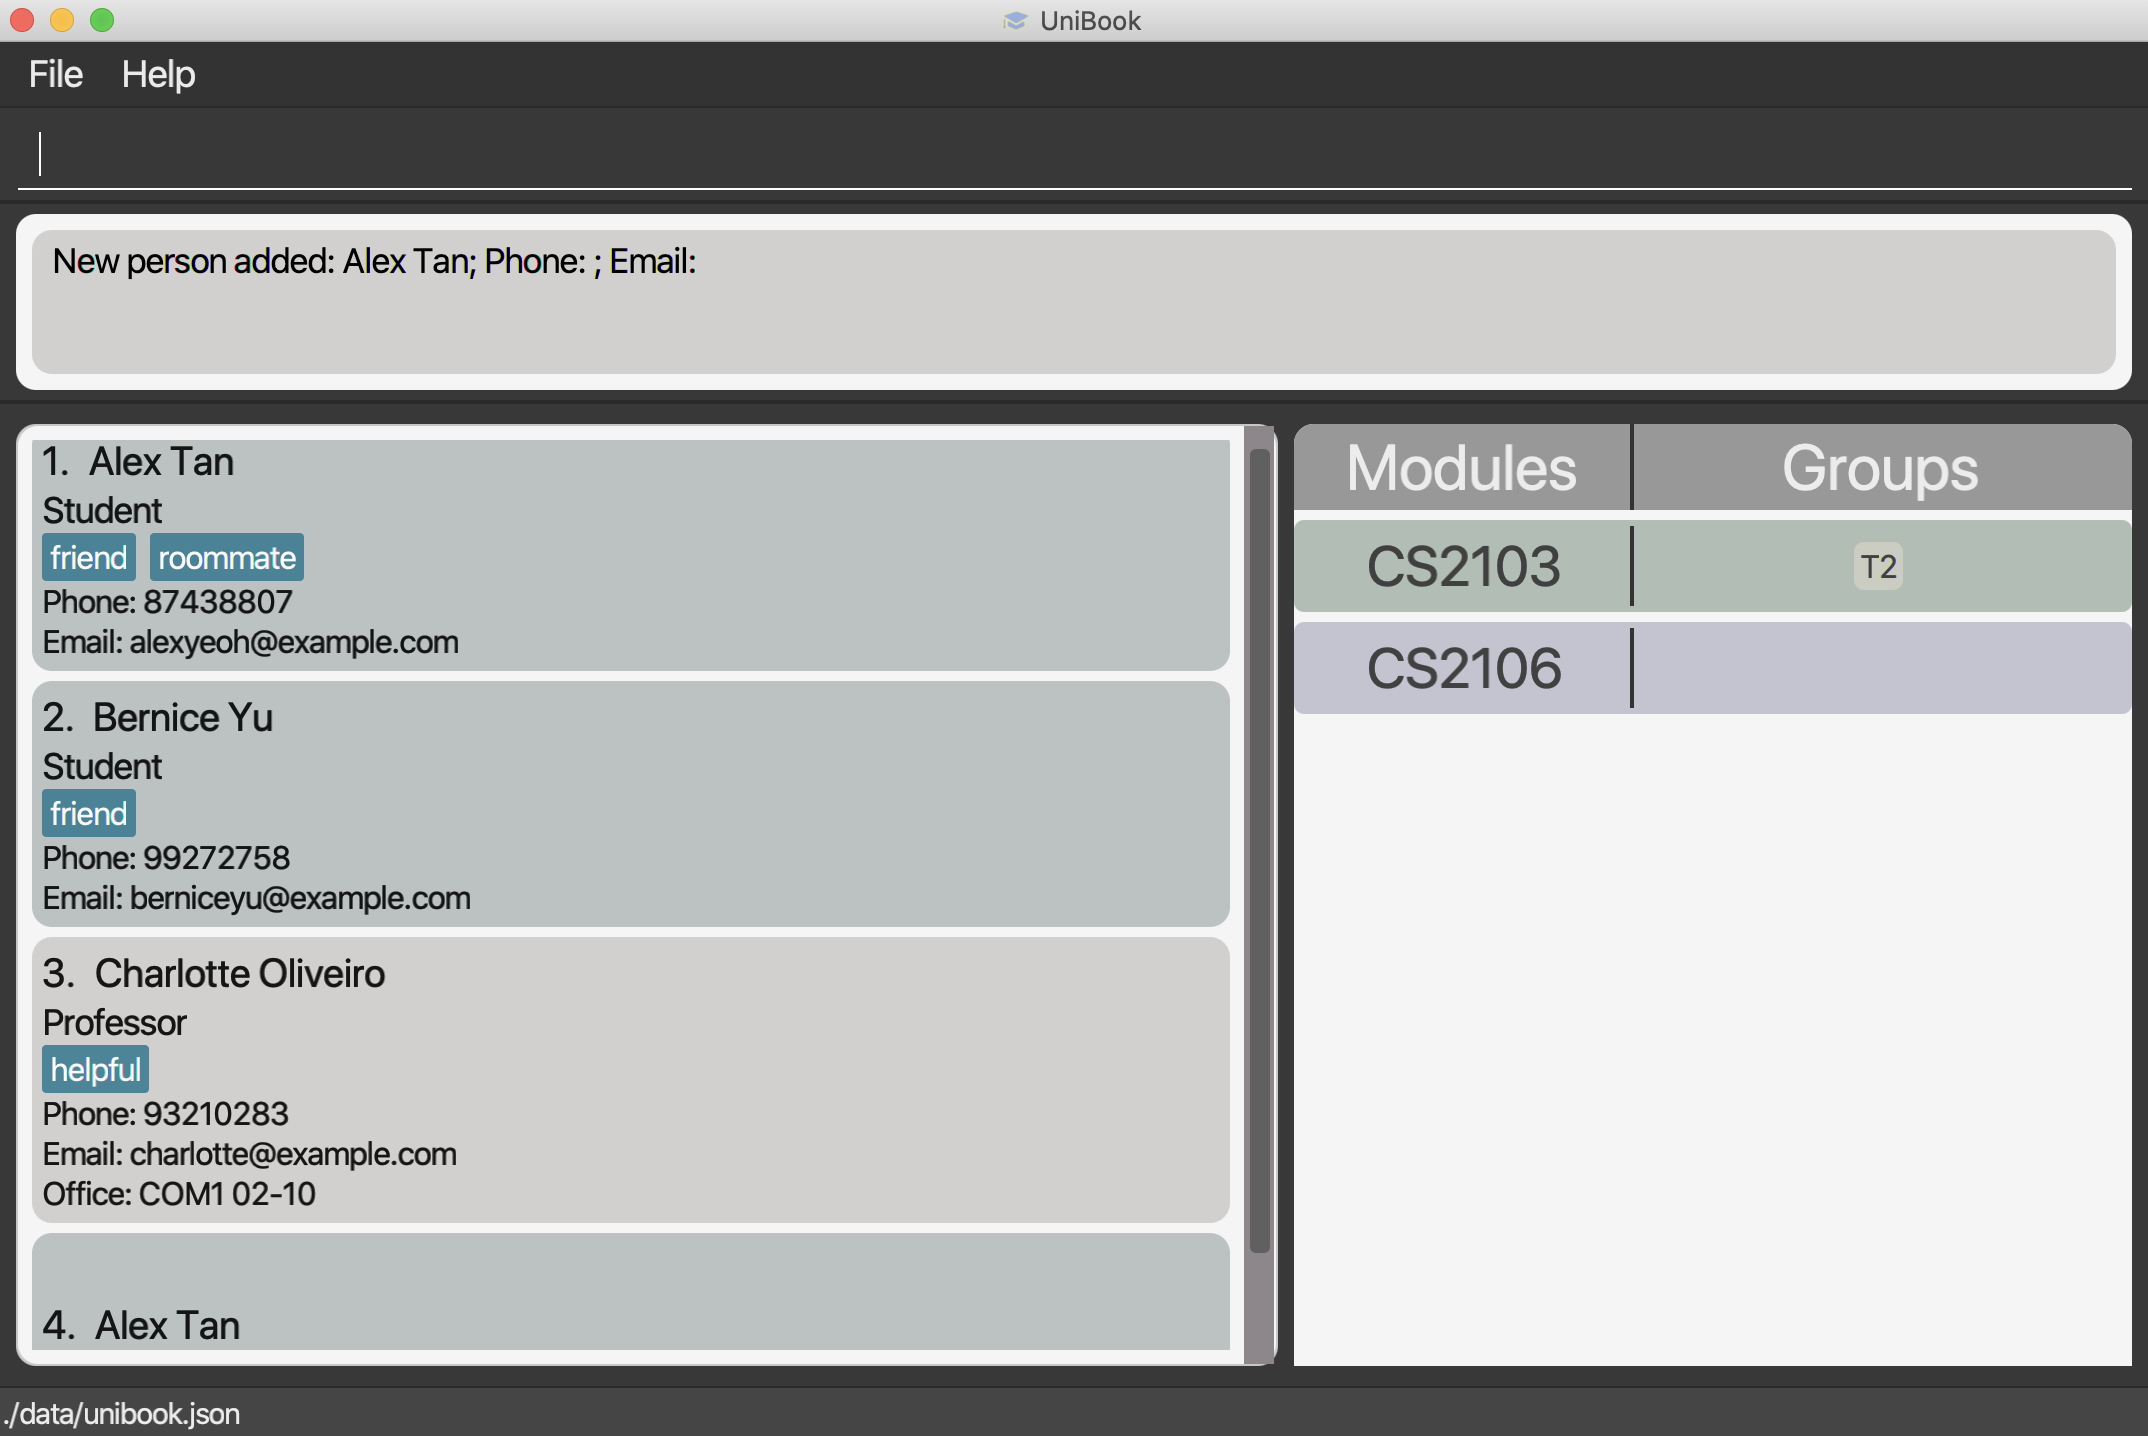 UniBook
File Help
New person added: Alex Tan; Phone: ; Email:
1. Alex Tan
Student
friend roommate
Phone: 87438807
Email: alexyeoh@example.com
2. Bernice Yu
Student
friend
Phone: 99272758
Email: berniceyu@example.com
3. Charlotte Oliveiro
Professor
helpful
Phone: 93210283
Email: charlotte@example.com
Office: COM1 02-10
4. Alex Tan
Modules Groups
CS2103 T2
CS2106
./data/unibook.json